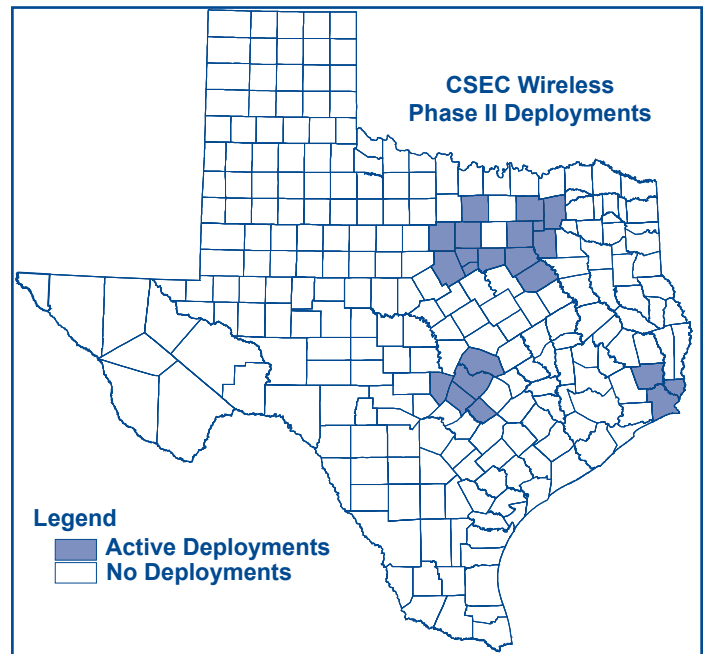 CSEC Wireless
Phase II Deployments
Legend
Active Deployments
No Deployments